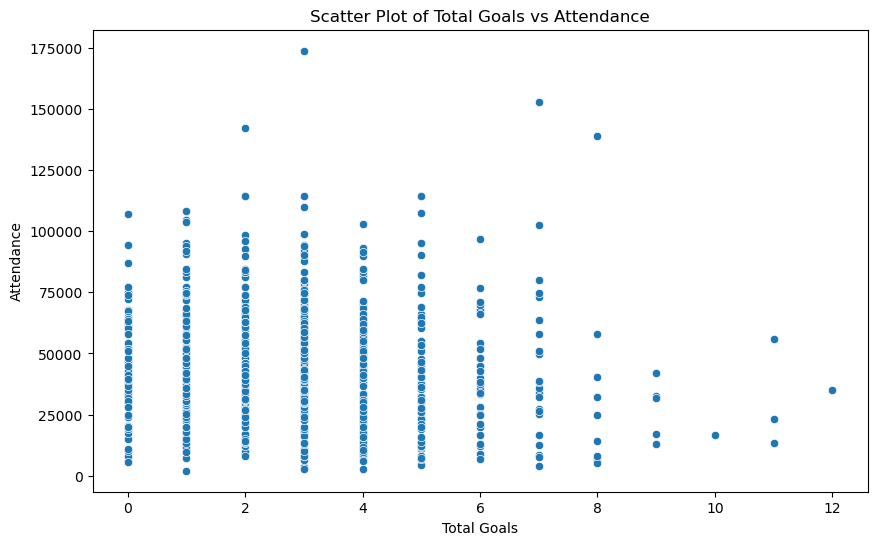 Scatter Plot of Total Goals vs Attendance
175000
150000
125000
100000
75000
50000
25000
0
Attendance
0 2 4 6 8 10 12
Total Goals